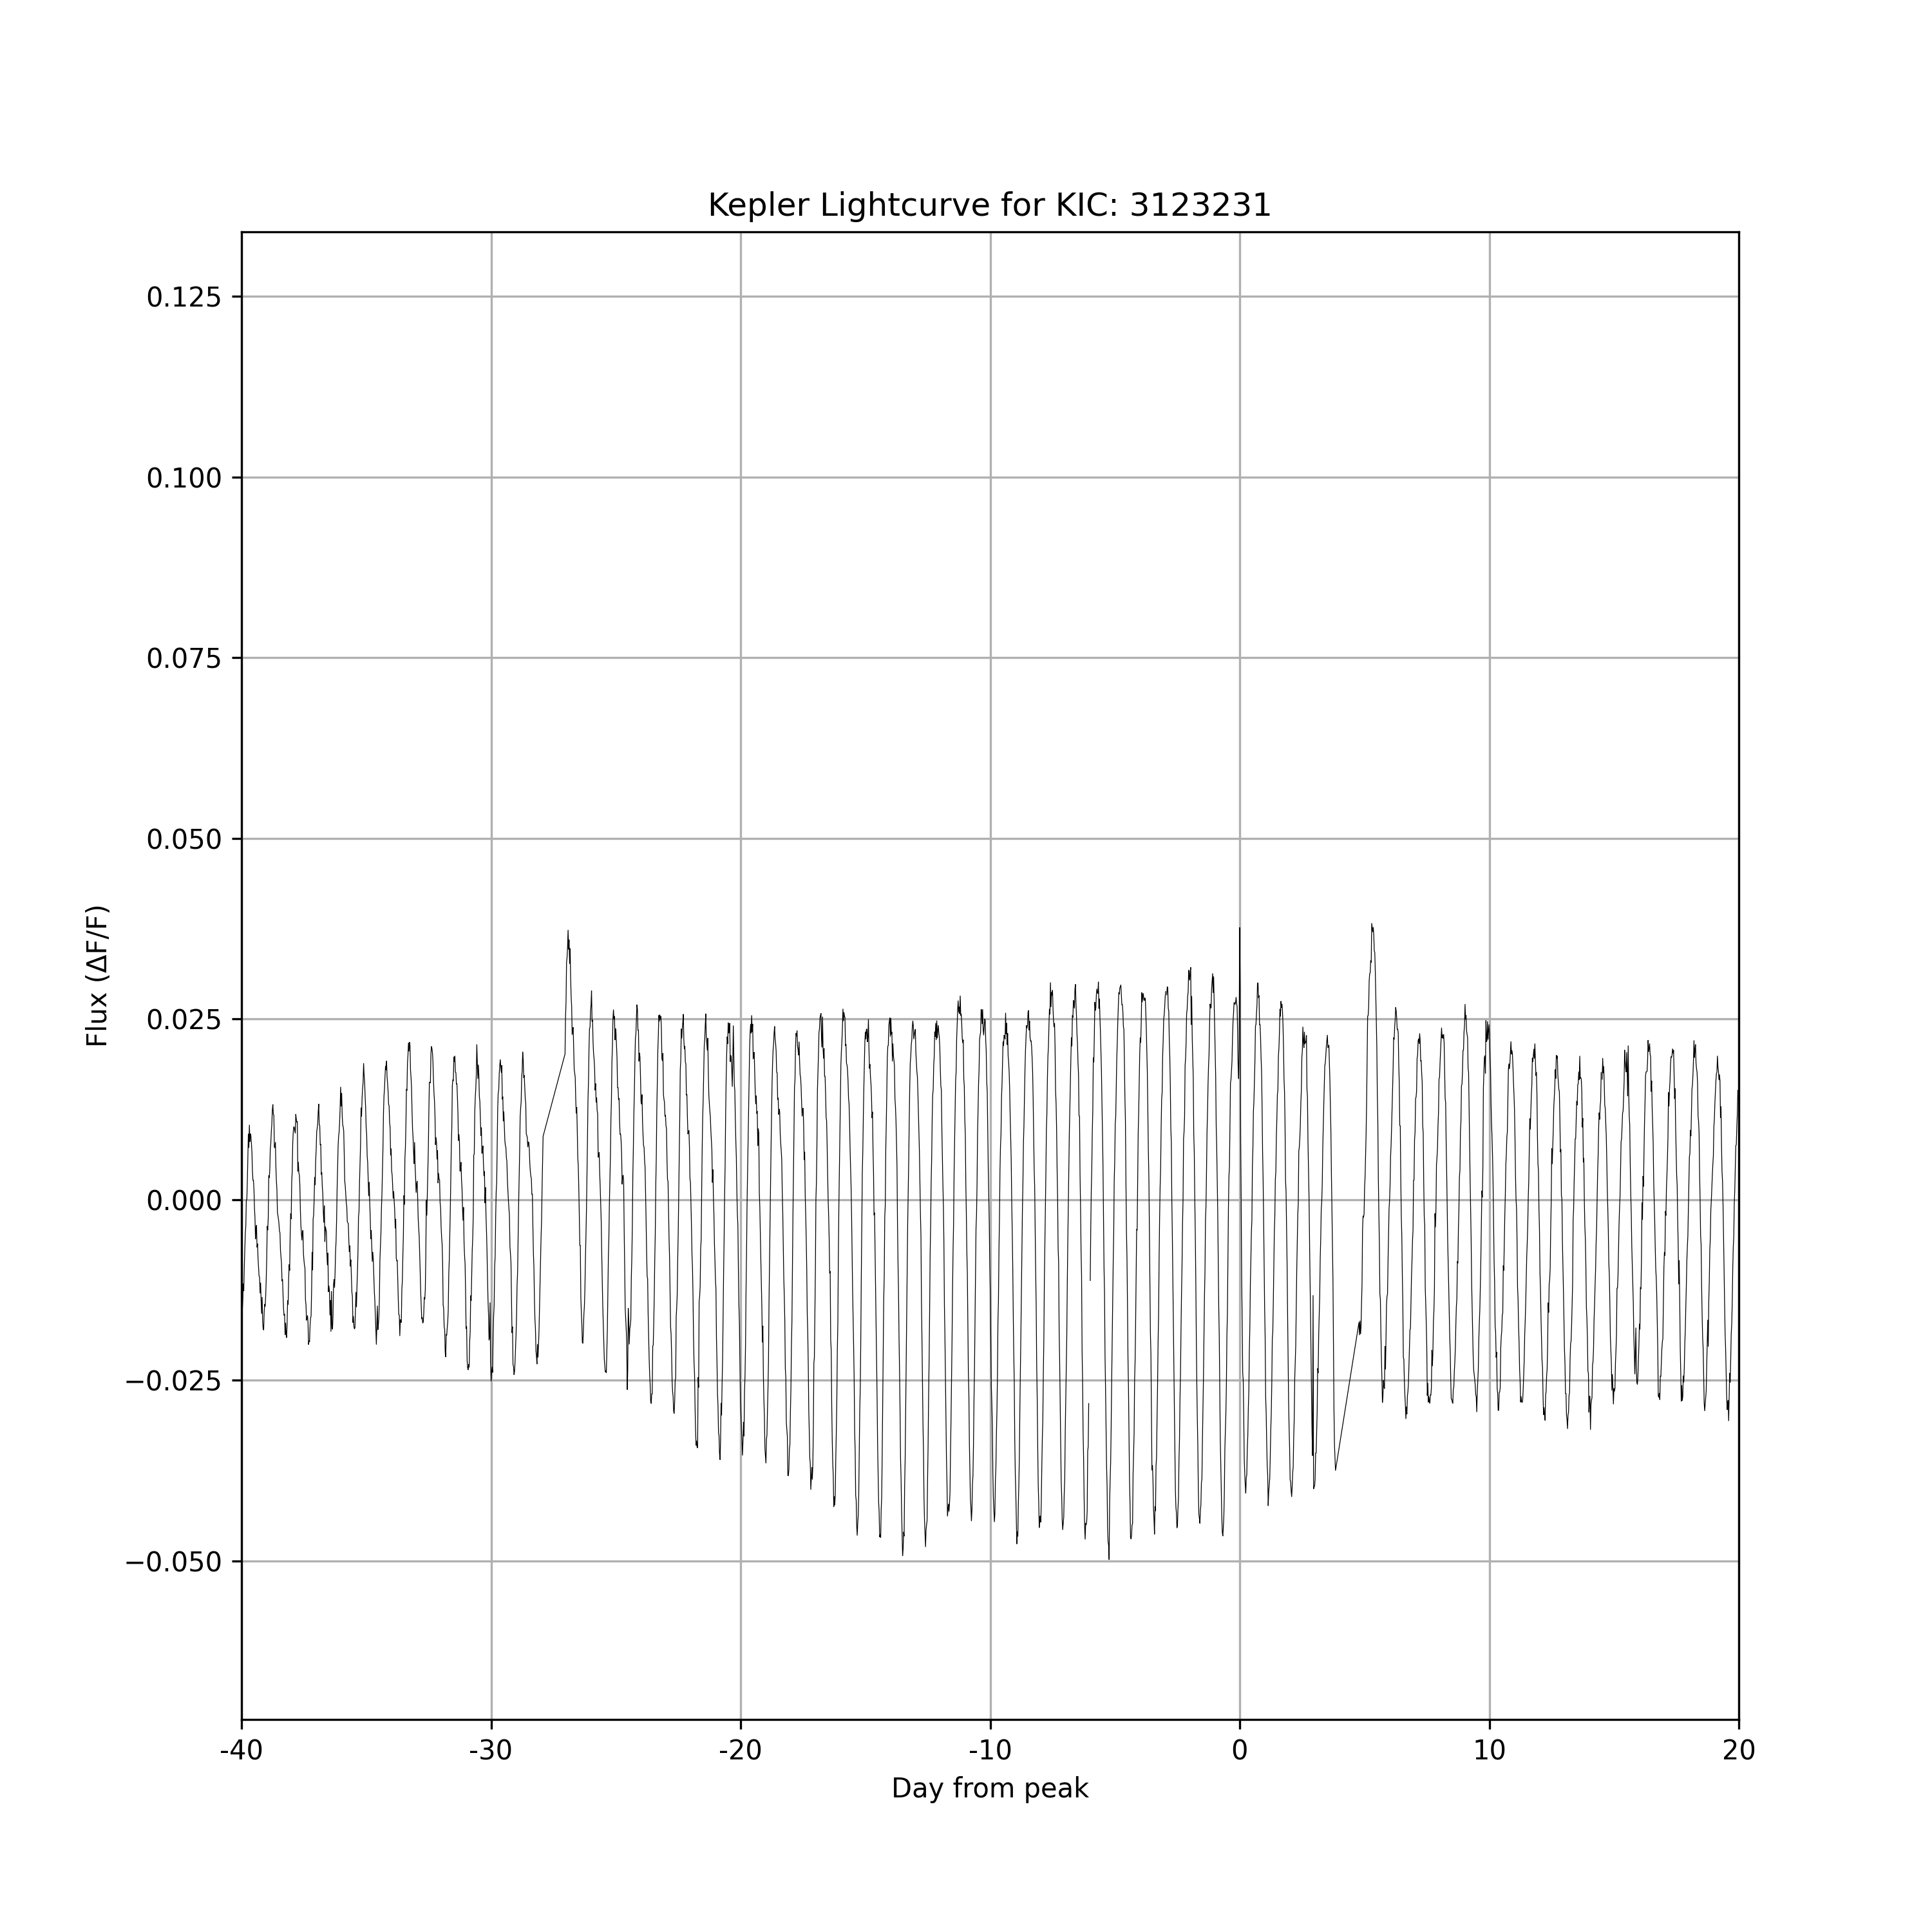 Kepler Lightcurve for KIC: 3123231
0.125
0.100
0.075
0.050
0.025
0.000
−0.025
−0.050
Flux (ΔF/F)
-40 -30 -20 -10 0 10 20
Day from peak